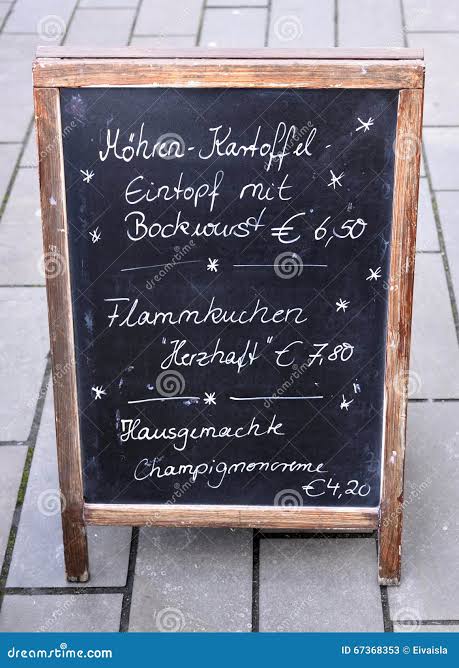 Möhren-Kartoffel-
Eintopf mit
Bockwurst € 6,50
Flammkuchen
"Herzhaft" € 7,80
Hausgemachte
Champignoncreme
€ 4,20
dreamstime
dreamstime.com
ID 67368353 © Eivaisla